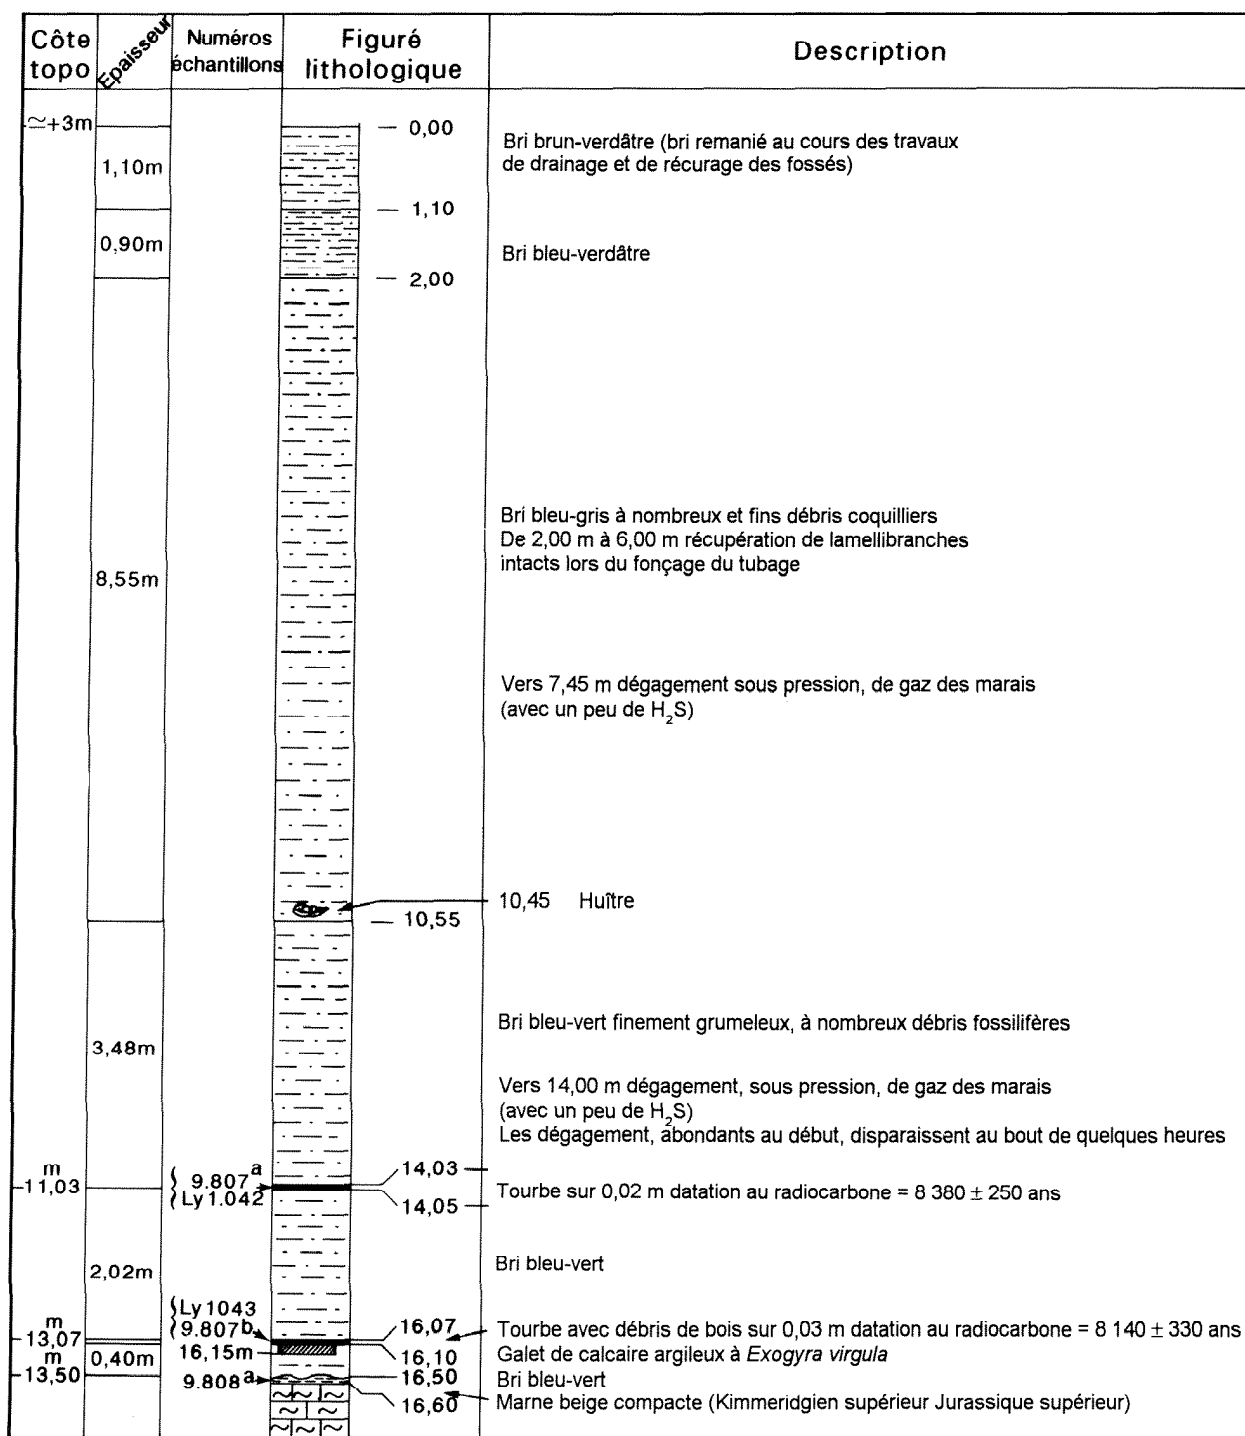 Côte topo
Epaisseur
Numéros échantillons
Figuré lithologique
Description
≃+3m
0,00
Bri brun-verdâtre (bri remanié au cours des travaux
de drainage et de récurage des fossés)
1,10m
1,10
0,90m
Bri bleu-verdâtre
2,00
Bri bleu-gris à nombreux et fins débris coquilliers
De 2,00 m à 6,00 m récupération de lamellibranches
intacts lors du fonçage du tubage
8,55m
Vers 7,45 m dégagement sous pression, de gaz des marais
(avec un peu de H₂S)
10,45 Huître
10,55
Bri bleu-vert finement grumeleux, à nombreux débris fossilifères
3,48m
Vers 14,00 m dégagement, sous pression, de gaz des marais
(avec un peu de H₂S)
Les dégagement, abondants au début, disparaissent au bout de quelques heures
m
-11,03
9.807a
Ly 1.042
14,03
14,05
Tourbe sur 0,02 m datation au radiocarbone = 8 380 ± 250 ans
2,02m
Bri bleu-vert
Ly 1043
9.807b
m
-13,07
16,07
Tourbe avec débris de bois sur 0,03 m datation au radiocarbone = 8 140 ± 330 ans
0,40m
16,15m
16,10
Galet de calcaire argileux à Exogyra virgula
m
-13,50
9.808a
16,50
Bri bleu-vert
16,60
Marne beige compacte (Kimmeridgien supérieur Jurassique supérieur)